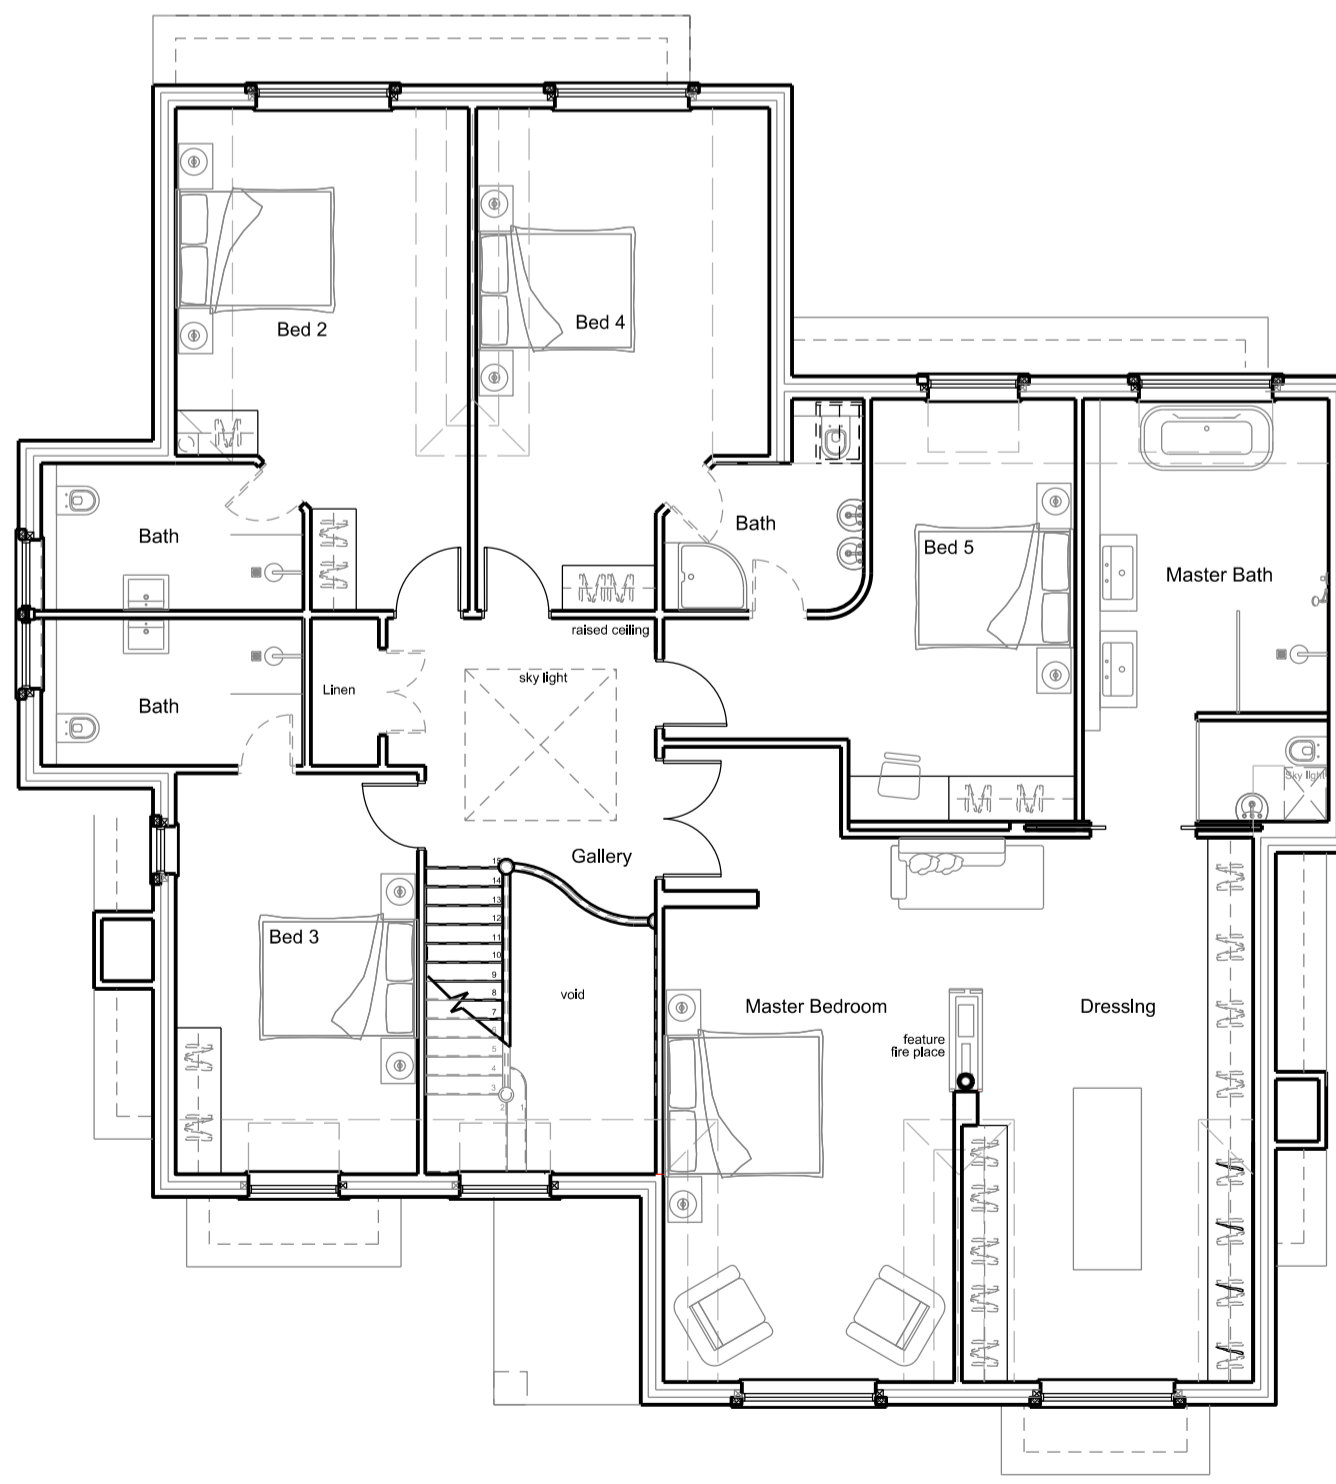 Bed 2
Bed 4
Bath
Bath
Bed 5
Master Bath
raised ceiling
sky light
Linen
Bath
Sky light
Gallery
15
14
13
12
11
10
9
8
7
6
5
4
3
2
1
Bed 3
void
Master Bedroom
Dressing
feature
fire place